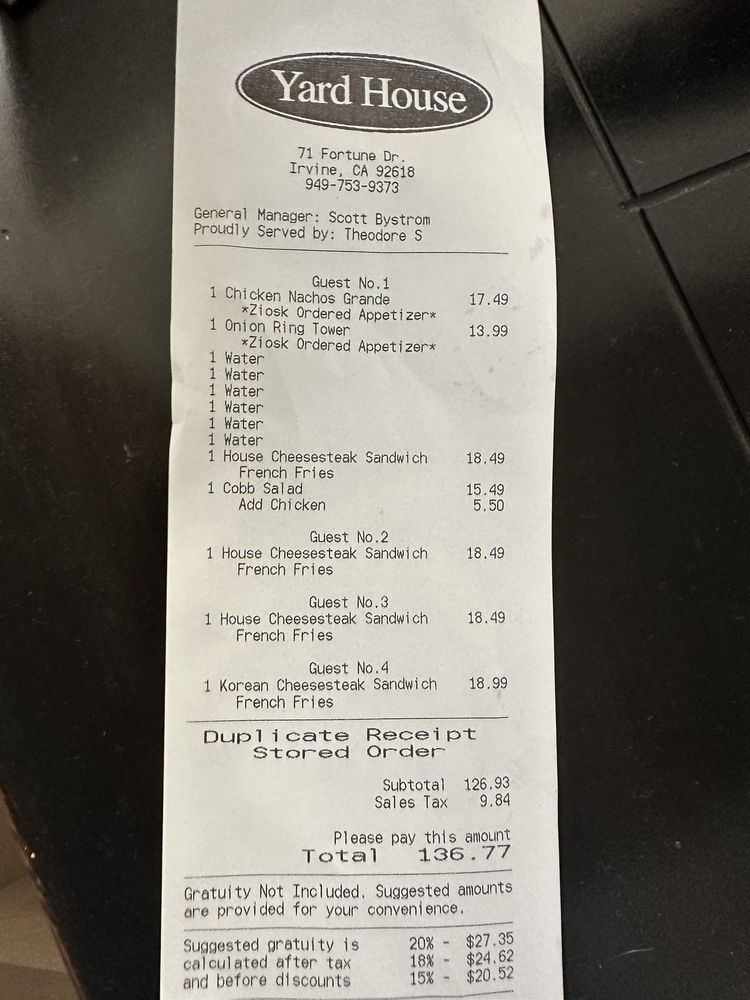 Yard House
71 Fortune Dr.
Irvine, CA 92618
949-753-9373
General Manager: Scott Bystrom
Proudly Served by: Theodore S
Guest No.1
1 Chicken Nachos Grande 17.49
*Ziosk Ordered Appetizer*
1 Onion Ring Tower 13.99
*Ziosk Ordered Appetizer*
1 Water
1 Water
1 Water
1 Water
1 Water
1 Water
1 House Cheesesteak Sandwich 18.49
French Fries
1 Cobb Salad 15.49
Add Chicken 5.50
Guest No.2
1 House Cheesesteak Sandwich 18.49
French Fries
Guest No.3
1 House Cheesesteak Sandwich 18.49
French Fries
Guest No.4
1 Korean Cheesesteak Sandwich 18.99
French Fries
Duplicate Receipt
Stored Order
Subtotal 126.93
Sales Tax 9.84
Please pay this amount
Total 136.77
Gratuity Not Included. Suggested amounts
are provided for your convenience.
Suggested gratuity is 20% - $27.35
calculated after tax 18% - $24.62
and before discounts 15% - $20.52